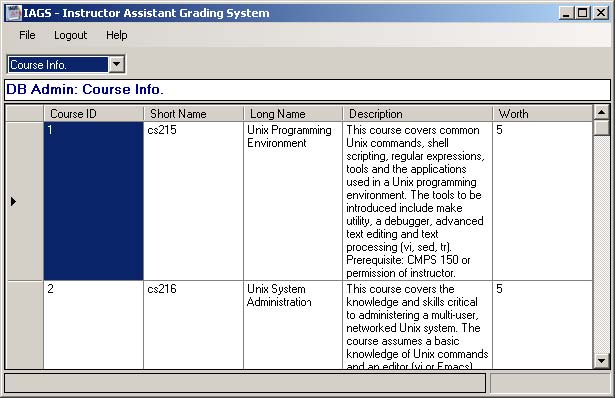 IAGS - Instructor Assistant Grading System
File Logout Help
Course Info.
DB Admin: Course Info.
Course ID Short Name Long Name Description Worth
1 cs215 Unix Programming This course covers common 5
Environment Unix commands, shell
scripting, regular expressions,
tools and the applications
used in a Unix programming
environment. The tools to be
introduced include make
utility, a debugger, advanced
text editing and text
processing (vi, sed, tr).
Prerequisite: CMPS 150 or
permission of instructor.
2 cs216 Unix System This course covers the 5
Administration knowledge and skills critical
to administering a multi-user,
networked Unix system. The
course assumes a basic
knowledge of Unix commands
and an editor (vi or Emacs)